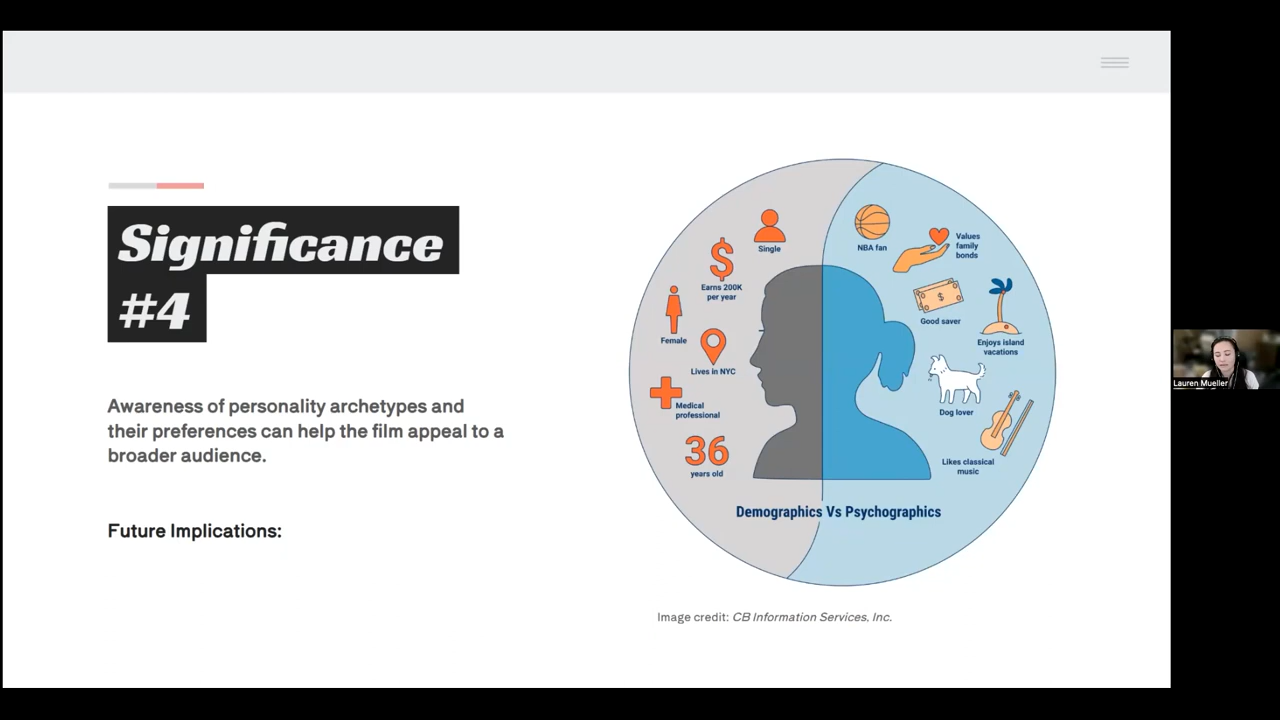 Significance
#4
Awareness of personality archetypes and
their preferences can help the film appeal to a
broader audience.
Future Implications:
Single
Earns 200K
per year
Female
Lives in NYC
Medical
professional
36
years old
NBA fan
Values
family
bonds
Good saver
Enjoys island
vacations
Dog lover
Likes classical
music
Demographics Vs Psychographics
Image credit: CB Information Services, Inc.
Lauren Mueller